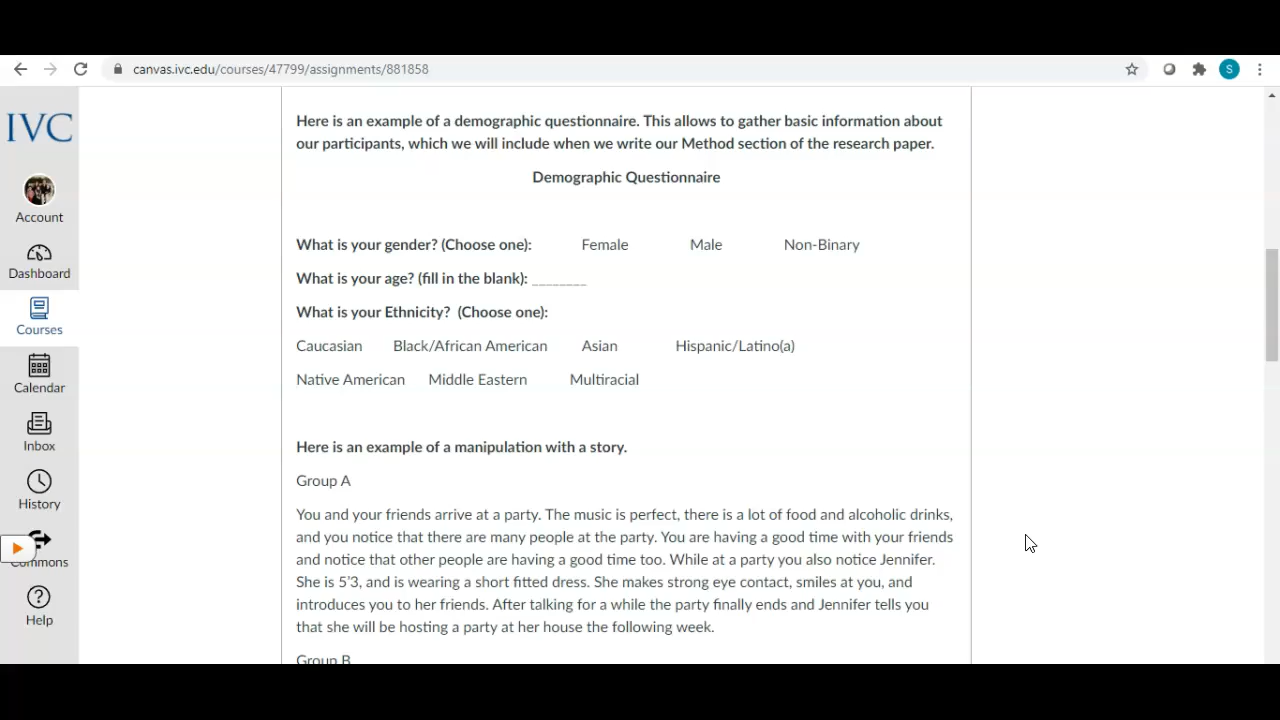 canvas.ivc.edu/courses/47799/assignments/881858
S
IVC
Account
Dashboard
Courses
Calendar
Inbox
History
Commons
Help
Here is an example of a demographic questionnaire. This allows to gather basic information about
our participants, which we will include when we write our Method section of the research paper.
Demographic Questionnaire
What is your gender? (Choose one): Female Male Non-Binary
What is your age? (fill in the blank): ________
What is your Ethnicity? (Choose one):
Caucasian Black/African American Asian Hispanic/Latino(a)
Native American Middle Eastern Multiracial
Here is an example of a manipulation with a story.
Group A
You and your friends arrive at a party. The music is perfect, there is a lot of food and alcoholic drinks,
and you notice that there are many people at the party. You are having a good time with your friends
and notice that other people are having a good time too. While at a party you also notice Jennifer.
She is 5'3, and is wearing a short fitted dress. She makes strong eye contact, smiles at you, and
introduces you to her friends. After talking for a while the party finally ends and Jennifer tells you
that she will be hosting a party at her house the following week.
Group B